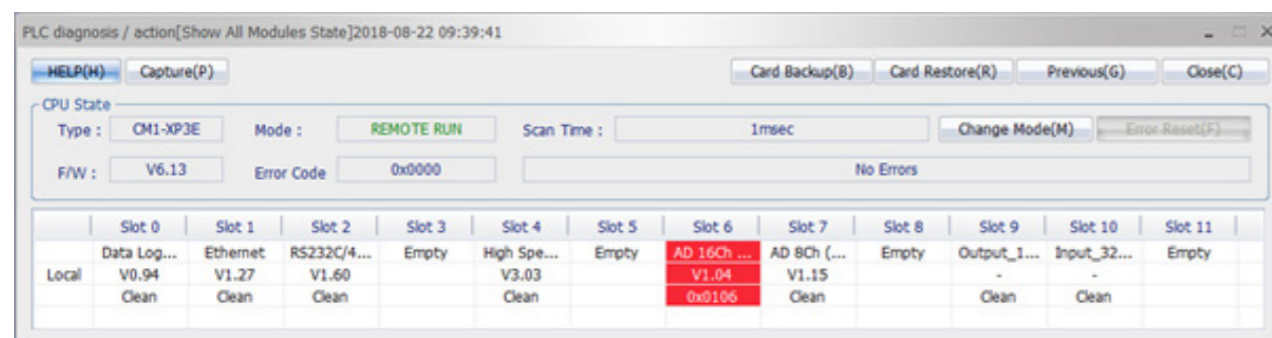 PLC diagnosis / action[Show All Modules State]2018-08-22 09:39:41
HELP(H) Capture(P) Card Backup(B) Card Restore(R) Previous(G) Close(C)
CPU State
Type : CM1-XP3E Mode : REMOTE RUN Scan Time : 1msec Change Mode(M) Error Reset(F)
F/W : V6.13 Error Code 0x0000 No Errors
Slot 0 Slot 1 Slot 2 Slot 3 Slot 4 Slot 5 Slot 6 Slot 7 Slot 8 Slot 9 Slot 10 Slot 11
Data Log... Ethernet RS232C/4... Empty High Spe... Empty AD 16Ch ... AD 8Ch (... Empty Output_1... Input_32... Empty
Local V0.94 V1.27 V1.60 V3.03 V1.04 V1.15 - -
Clean Clean Clean Clean 0x0106 Clean Clean Clean